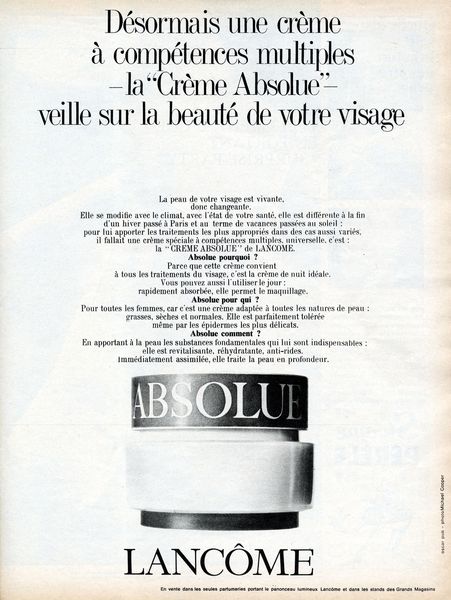 Désormais une crème
à compétences multiples
–la “Crème Absolue”–
veille sur la beauté de votre visage
La peau de votre visage est vivante,
donc changeante.
Elle se modifie avec le climat, avec l'état de votre santé, elle est différente à la fin
d'un hiver passé à Paris et au terme de vacances passées au soleil :
pour lui apporter les traitements les plus appropriés dans des cas aussi variés,
il fallait une crème spéciale à compétences multiples, universelle, c'est :
la “CREME ABSOLUE” de LANCOME.
Absolue pourquoi ?
Parce que cette crème convient
à tous les traitements du visage, c'est la crème de nuit idéale.
Vous pouvez aussi l'utiliser le jour :
rapidement absorbée, elle permet le maquillage.
Absolue pour qui ?
Pour toutes les femmes, car c'est une crème adaptée à toutes les natures de peau :
grasses, sèches et normales. Elle est parfaitement tolérée
même par les épidermes les plus délicats.
Absolue comment ?
En apportant à la peau les substances fondamentales qui lui sont indispensables :
elle est revitalisante, réhydratante, anti-rides.
Immédiatement assimilée, elle traite la peau en profondeur.
ABSOLUE
LANCÔME
oscar pub - photo Michael Cooper
En vente dans les seules parfumeries portant le panonceau lumineux Lancôme et dans les stands des Grands Magasins